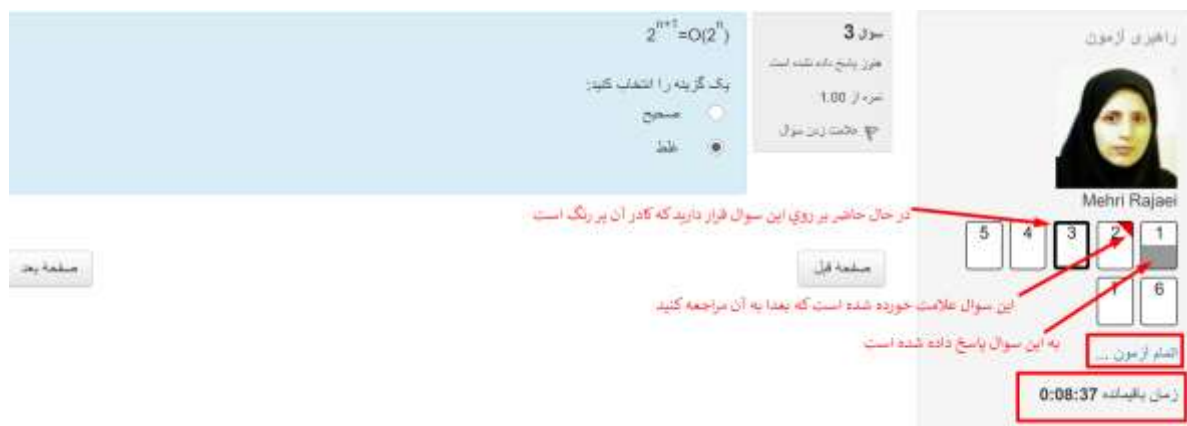 راهبری آزمون
Mehri Rajaei
1
2
3
4
5
6
7
اتمام آزمون ...
زمان باقیمانده 0:08:37
سوال 3
هنوز پاسخ داده نشده است
نمره از 1.00
علامت زدن سوال
2^{n+1}=O(2^n)
یک گزینه را انتخاب کنید:
صحیح
غلط
در حال حاضر بر روي این سوال قرار دارید که کادر آن پر رنگ است
صفحهٔ قبل
صفحهٔ بعد
این سوال علامت خورده شده است که بعدا به آن مراجعه کنید
به این سوال پاسخ داده شده است